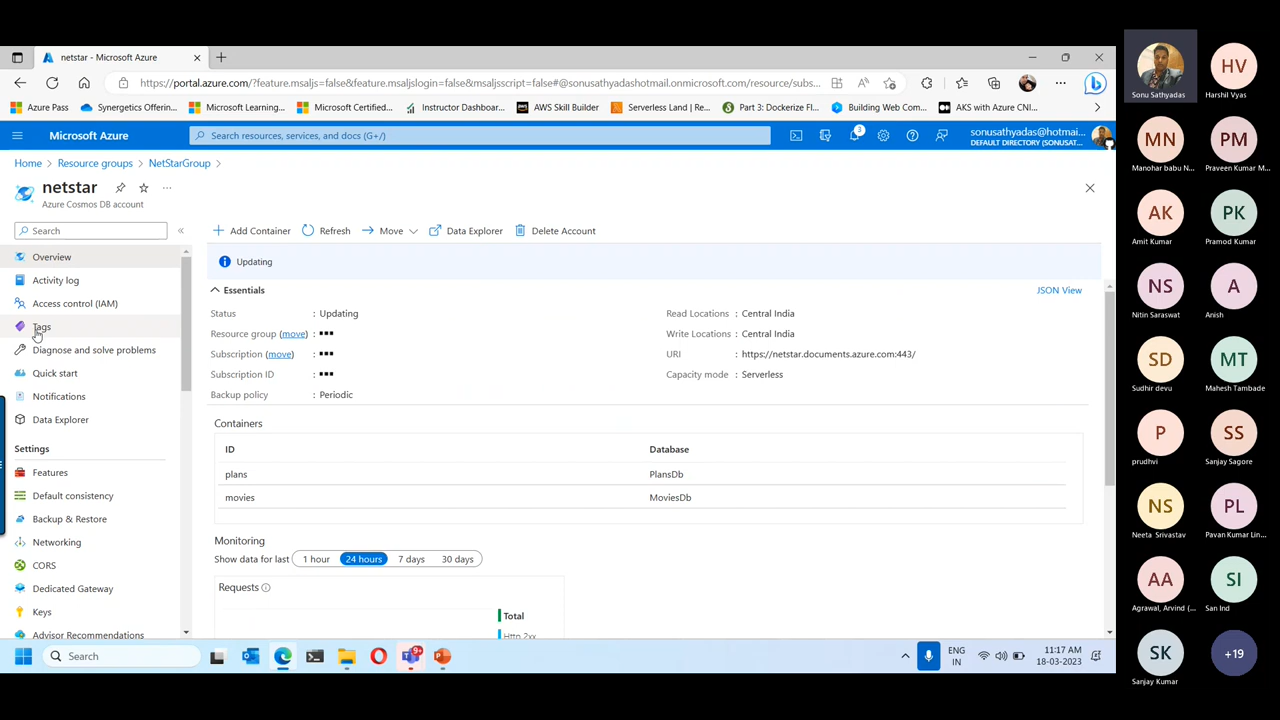 netstar - Microsoft Azure
https://portal.azure.com/?feature.msaljs=false&feature.msaljslogin=false&msaljsscript=false#@sonusathyadashotmail.onmicrosoft.com/resource/subs...
Azure Pass
Synergetics Offering...
Microsoft Learning...
Microsoft Certified...
Instructor Dashboar...
AWS Skill Builder
Serverless Land | Re...
Part 3: Dockerize Fl...
Building Web Com...
AKS with Azure CNI...
Microsoft Azure
Search resources, services, and docs (G+/)
3
sonusathyadas@hotmai...
DEFAULT DIRECTORY (SONUSAT...
Home > Resource groups > NetStarGroup >
netstar
Azure Cosmos DB account
Search
Add Container
Refresh
Move
Data Explorer
Delete Account
Overview
Activity log
Access control (IAM)
Tags
Diagnose and solve problems
Quick start
Notifications
Data Explorer
Settings
Features
Default consistency
Backup & Restore
Networking
CORS
Dedicated Gateway
Keys
Advisor Recommendations
Updating
Essentials
JSON View
Status : Updating
Resource group (move) :
Subscription (move) :
Subscription ID :
Backup policy : Periodic
Read Locations : Central India
Write Locations : Central India
URI : https://netstar.documents.azure.com:443/
Capacity mode : Serverless
Containers
ID Database
plans PlansDb
movies MoviesDb
Monitoring
Show data for last 1 hour 24 hours 7 days 30 days
Requests
Total
Http 2xx
Search
9+
ENG
IN
11:17 AM
18-03-2023
Sonu Sathyadas
HV
Harshil Vyas
MN
Manohar babu N...
PM
Praveen Kumar M...
AK
Amit Kumar
PK
Pramod Kumar
NS
Nitin Saraswat
A
Anish
SD
Sudhir devu
MT
Mahesh Tambade
P
prudhvi
SS
Sanjay Sagore
NS
Neeta Srivastav
PL
Pavan Kumar Lin...
AA
Agrawal, Arvind (...
SI
San Ind
SK
Sanjay Kumar
+19